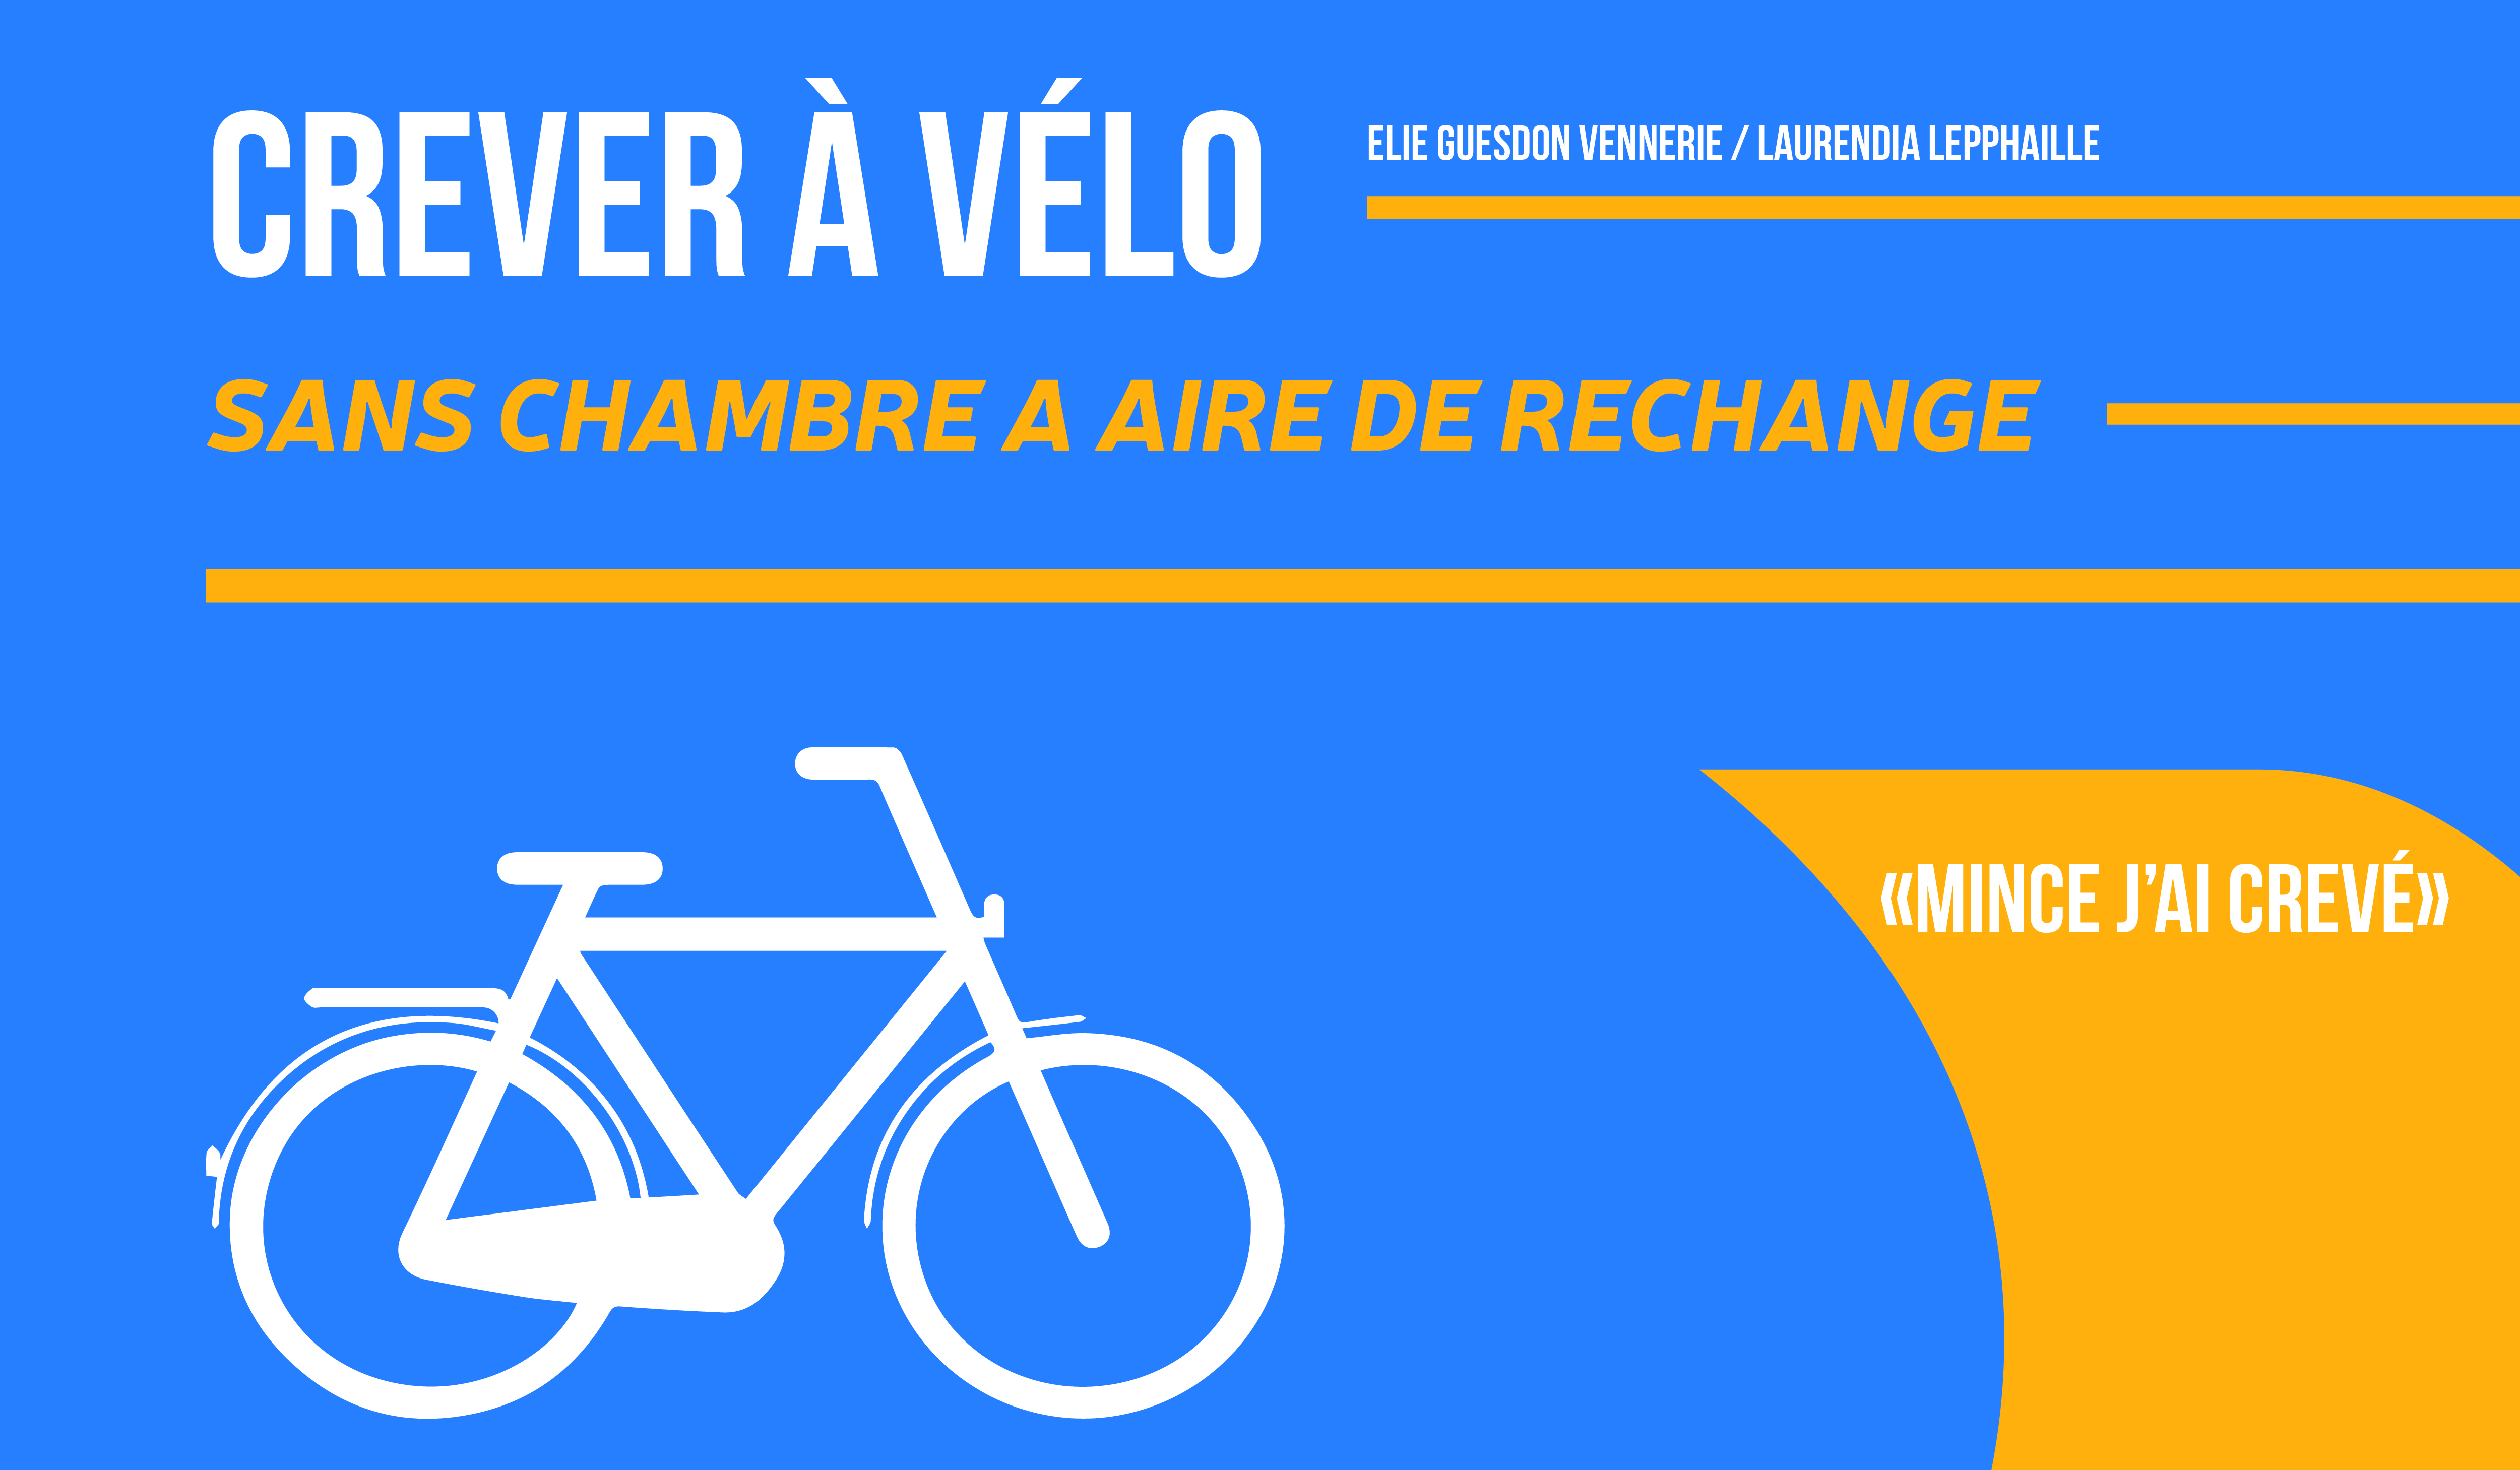 CREVER À VÉLO
ELIE GUESDON VENNERIE / LAURENDIA LEPPHAILLE
SANS CHAMBRE A AIRE DE RECHANGE
«MINCE J’AI CREVÉ»